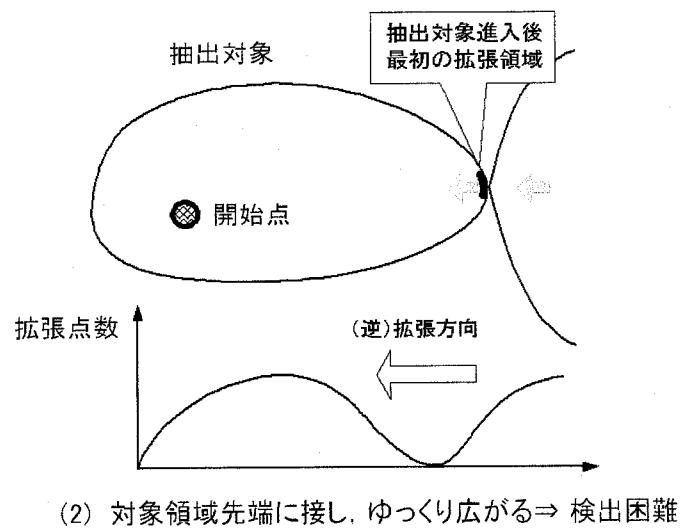 抽出対象
抽出対象進入後
最初の拡張領域
開始点
拡張点数
(逆)拡張方向
(2) 対象領域先端に接し, ゆっくり広がる⇒ 検出困難